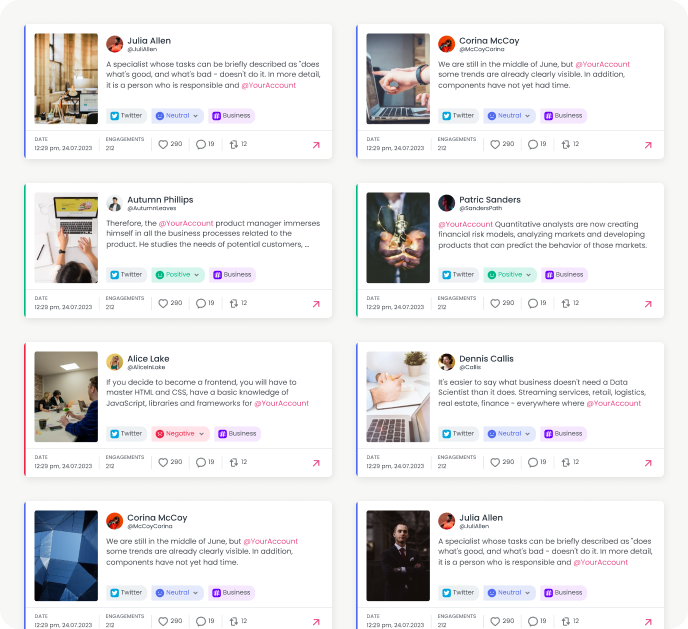 Julia Allen
@JuliAllen
A specialist whose tasks can be briefly described as "does
what's good, and what's bad - doesn't do it. In more detail,
it is a person who is responsible and @YourAccount
Twitter Neutral Business
DATE ENGAGEMENTS
12:29 pm, 24.07.2023 212 290 19 12
Corina McCoy
@McCoyCorina
We are still in the middle of June, but @YourAccount
some trends are already clearly visible. In addition,
components have not yet had time.
Twitter Neutral Business
DATE ENGAGEMENTS
12:29 pm, 24.07.2023 212 290 19 12
Autumn Phillips
@AutumnLeaves
Therefore, the @YourAccount product manager immerses
himself in all the business processes related to the
product. He studies the needs of potential customers, ...
Twitter Positive Business
DATE ENGAGEMENTS
12:29 pm, 24.07.2023 212 290 19 12
Patric Sanders
@SandersPath
@YourAccount Quantitative analysts are now creating
financial risk models, analyzing markets and developing
products that can predict the behavior of those markets.
Twitter Positive Business
DATE ENGAGEMENTS
12:29 pm, 24.07.2023 212 290 19 12
Alice Lake
@AliceInLake
If you decide to become a frontend, you will have to
master HTML and CSS, have a basic knowledge of
JavaScript, libraries and frameworks for @YourAccount
Twitter Negative Business
DATE ENGAGEMENTS
12:29 pm, 24.07.2023 212 290 19 12
Dennis Callis
@Callis
It's easier to say what business doesn't need a Data
Scientist than it does. Streaming services, retail, logistics,
real estate, finance - everywhere where @YourAccount
Twitter Neutral Business
DATE ENGAGEMENTS
12:29 pm, 24.07.2023 212 290 19 12
Corina McCoy
@McCoyCorina
We are still in the middle of June, but @YourAccount
some trends are already clearly visible. In addition,
components have not yet had time.
Twitter Neutral Business
DATE ENGAGEMENTS
12:29 pm, 24.07.2023 212 290 19 12
Julia Allen
@JuliAllen
A specialist whose tasks can be briefly described as "does
what's good, and what's bad - doesn't do it. In more detail,
it is a person who is responsible and @YourAccount
Twitter Neutral Business
DATE ENGAGEMENTS
12:29 pm, 24.07.2023 212 290 19 12